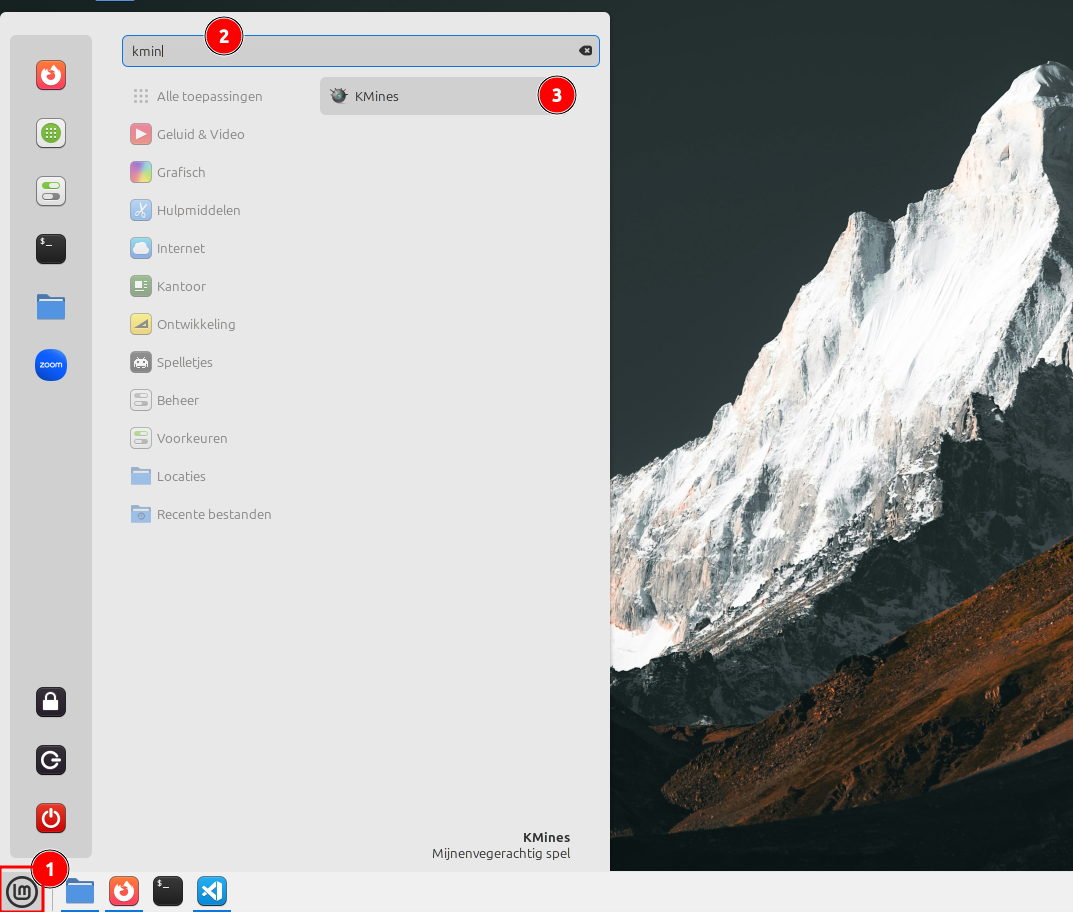 2
kmin
Alle toepassingen
KMines
3
Geluid & Video
Grafisch
Hulpmiddelen
$_
Internet
Kantoor
Ontwikkeling
zoom
Spelletjes
Beheer
Voorkeuren
Locaties
Recente bestanden
KMines
Mijnenvegerachtig spel
1
$_